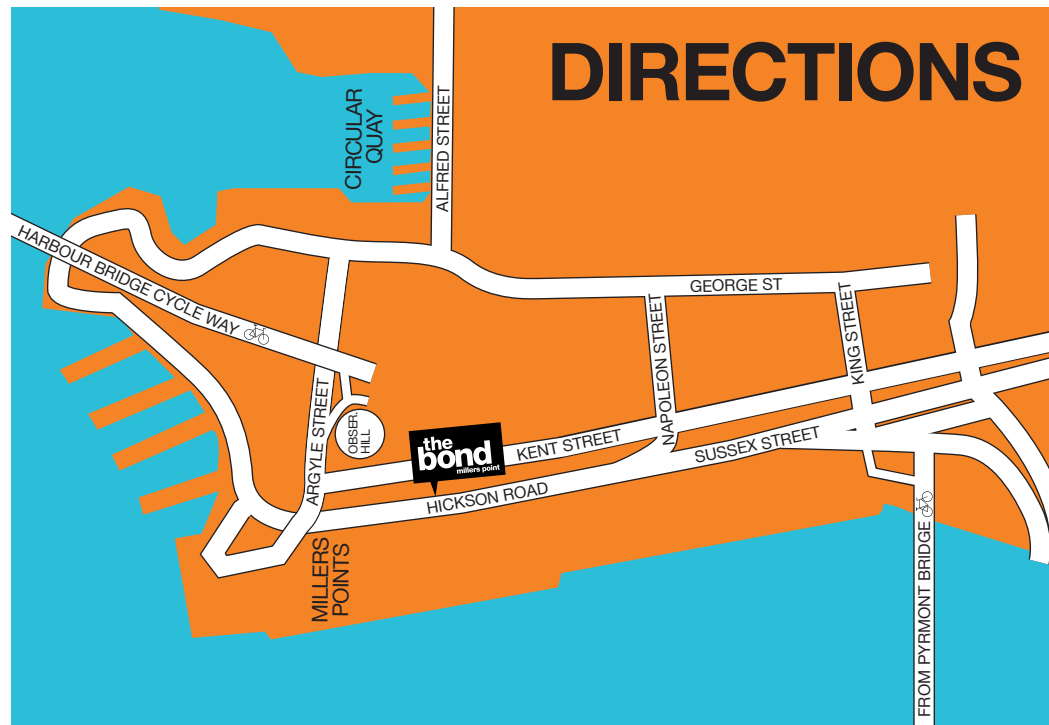 DIRECTIONS
CIRCULAR
QUAY
ALFRED STREET
HARBOUR BRIDGE CYCLE WAY
GEORGE ST
NAPOLEON STREET
KING STREET
ARGYLE STREET
OBSER.
HILL
the
bond
millers point
KENT STREET
SUSSEX STREET
HICKSON ROAD
MILLERS
POINTS
FROM PYRMONT BRIDGE